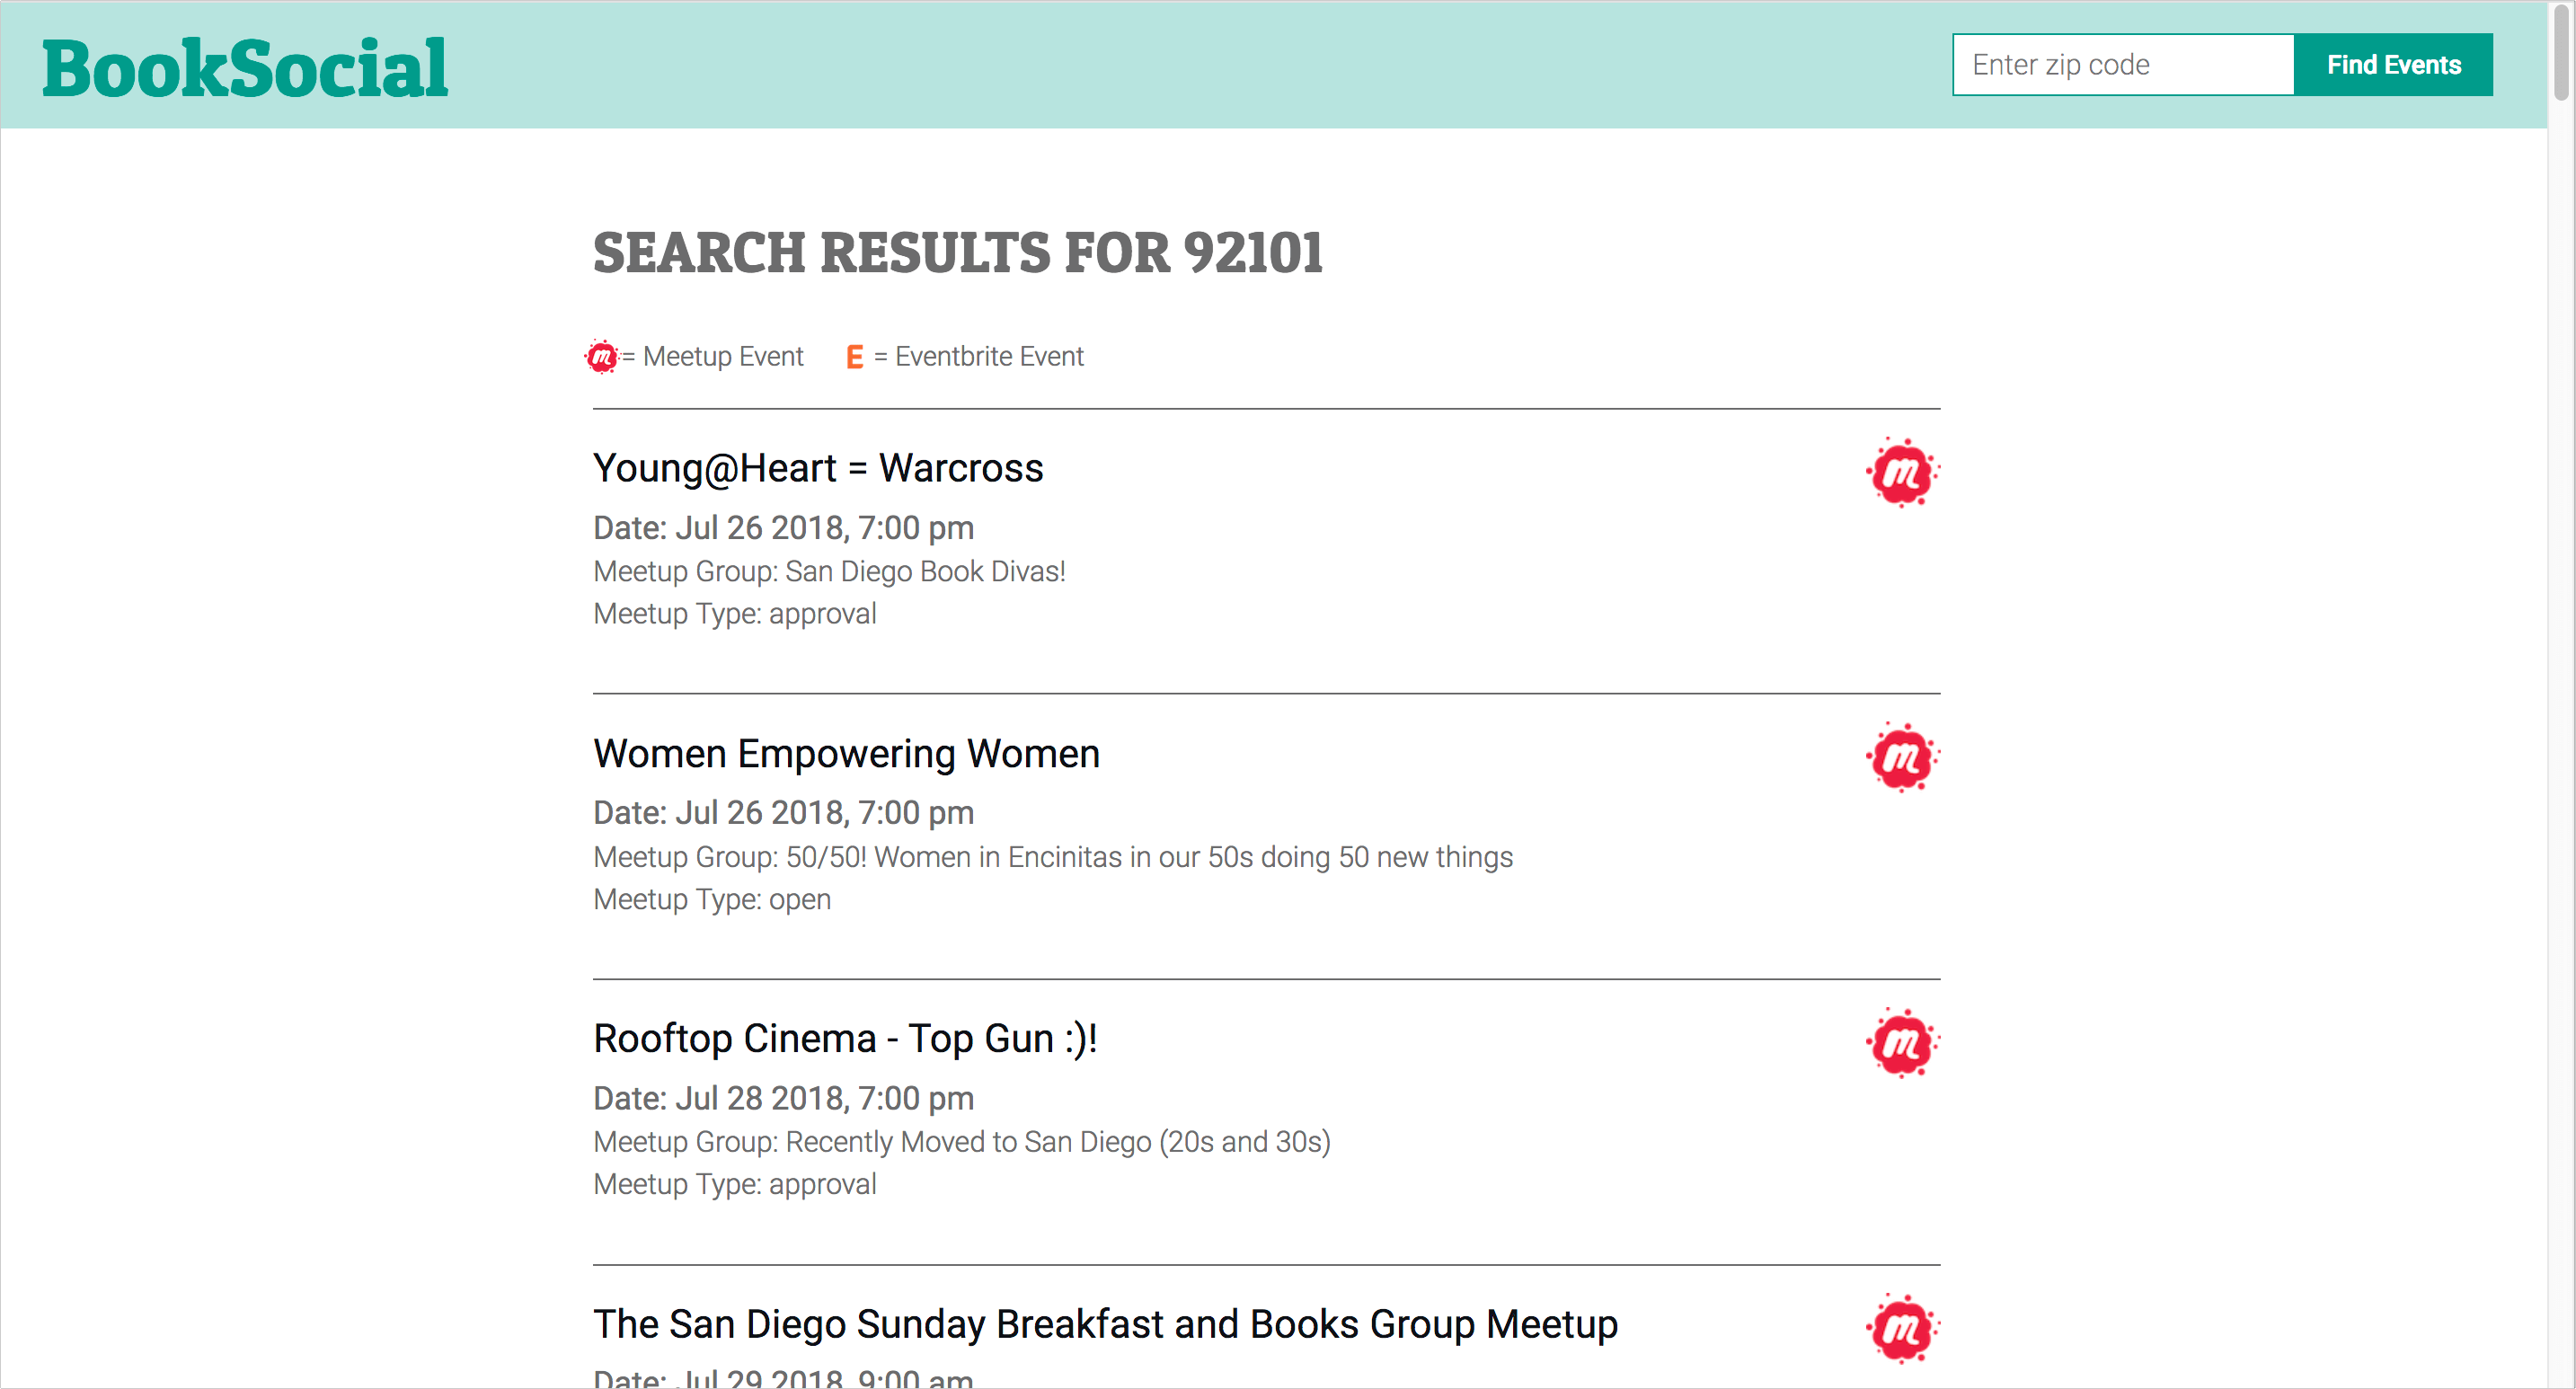 BookSocial
Enter zip code
Find Events
SEARCH RESULTS FOR 92101
m = Meetup Event E = Eventbrite Event
Young@Heart = Warcross
m
Date: Jul 26 2018, 7:00 pm
Meetup Group: San Diego Book Divas!
Meetup Type: approval
Women Empowering Women
m
Date: Jul 26 2018, 7:00 pm
Meetup Group: 50/50! Women in Encinitas in our 50s doing 50 new things
Meetup Type: open
Rooftop Cinema - Top Gun :)!
m
Date: Jul 28 2018, 7:00 pm
Meetup Group: Recently Moved to San Diego (20s and 30s)
Meetup Type: approval
The San Diego Sunday Breakfast and Books Group Meetup
m
Date: Jul 29 2018, 9:00 am